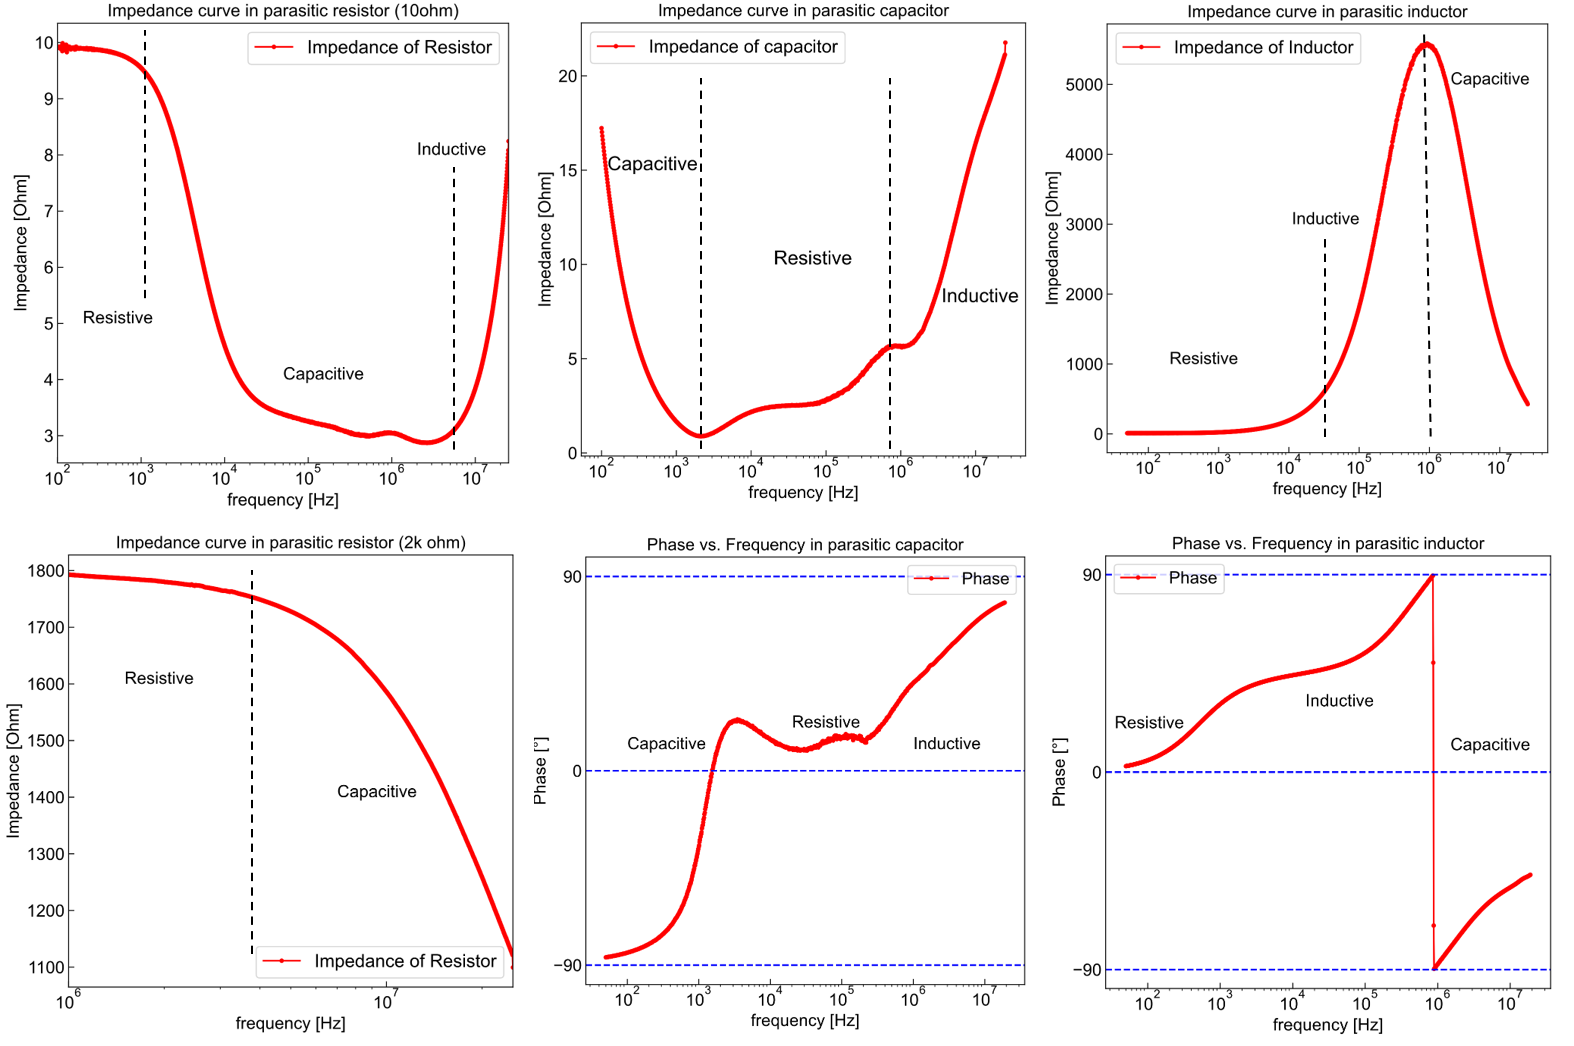 Impedance curve in parasitic resistor (10ohm)
Impedance of Resistor
Resistive
Capacitive
Inductive
Impedance [Ohm]
10
9
8
7
6
5
4
3
10^2
10^3
10^4
10^5
10^6
10^7
frequency [Hz]
Impedance curve in parasitic capacitor
Impedance of capacitor
Capacitive
Resistive
Inductive
Impedance [Ohm]
20
15
10
5
0
10^2
10^3
10^4
10^5
10^6
10^7
frequency [Hz]
Impedance curve in parasitic inductor
Impedance of Inductor
Capacitive
Inductive
Resistive
Impedance [Ohm]
5000
4000
3000
2000
1000
0
10^2
10^3
10^4
10^5
10^6
10^7
frequency [Hz]
Impedance curve in parasitic resistor (2k ohm)
Resistive
Capacitive
Impedance of Resistor
Impedance [Ohm]
1800
1700
1600
1500
1400
1300
1200
1100
10^6
10^7
frequency [Hz]
Phase vs. Frequency in parasitic capacitor
Phase
Capacitive
Resistive
Inductive
Phase [°]
90
0
−90
10^2
10^3
10^4
10^5
10^6
10^7
frequency [Hz]
Phase vs. Frequency in parasitic inductor
Phase
Resistive
Inductive
Capacitive
Phase [°]
90
0
−90
10^2
10^3
10^4
10^5
10^6
10^7
frequency [Hz]